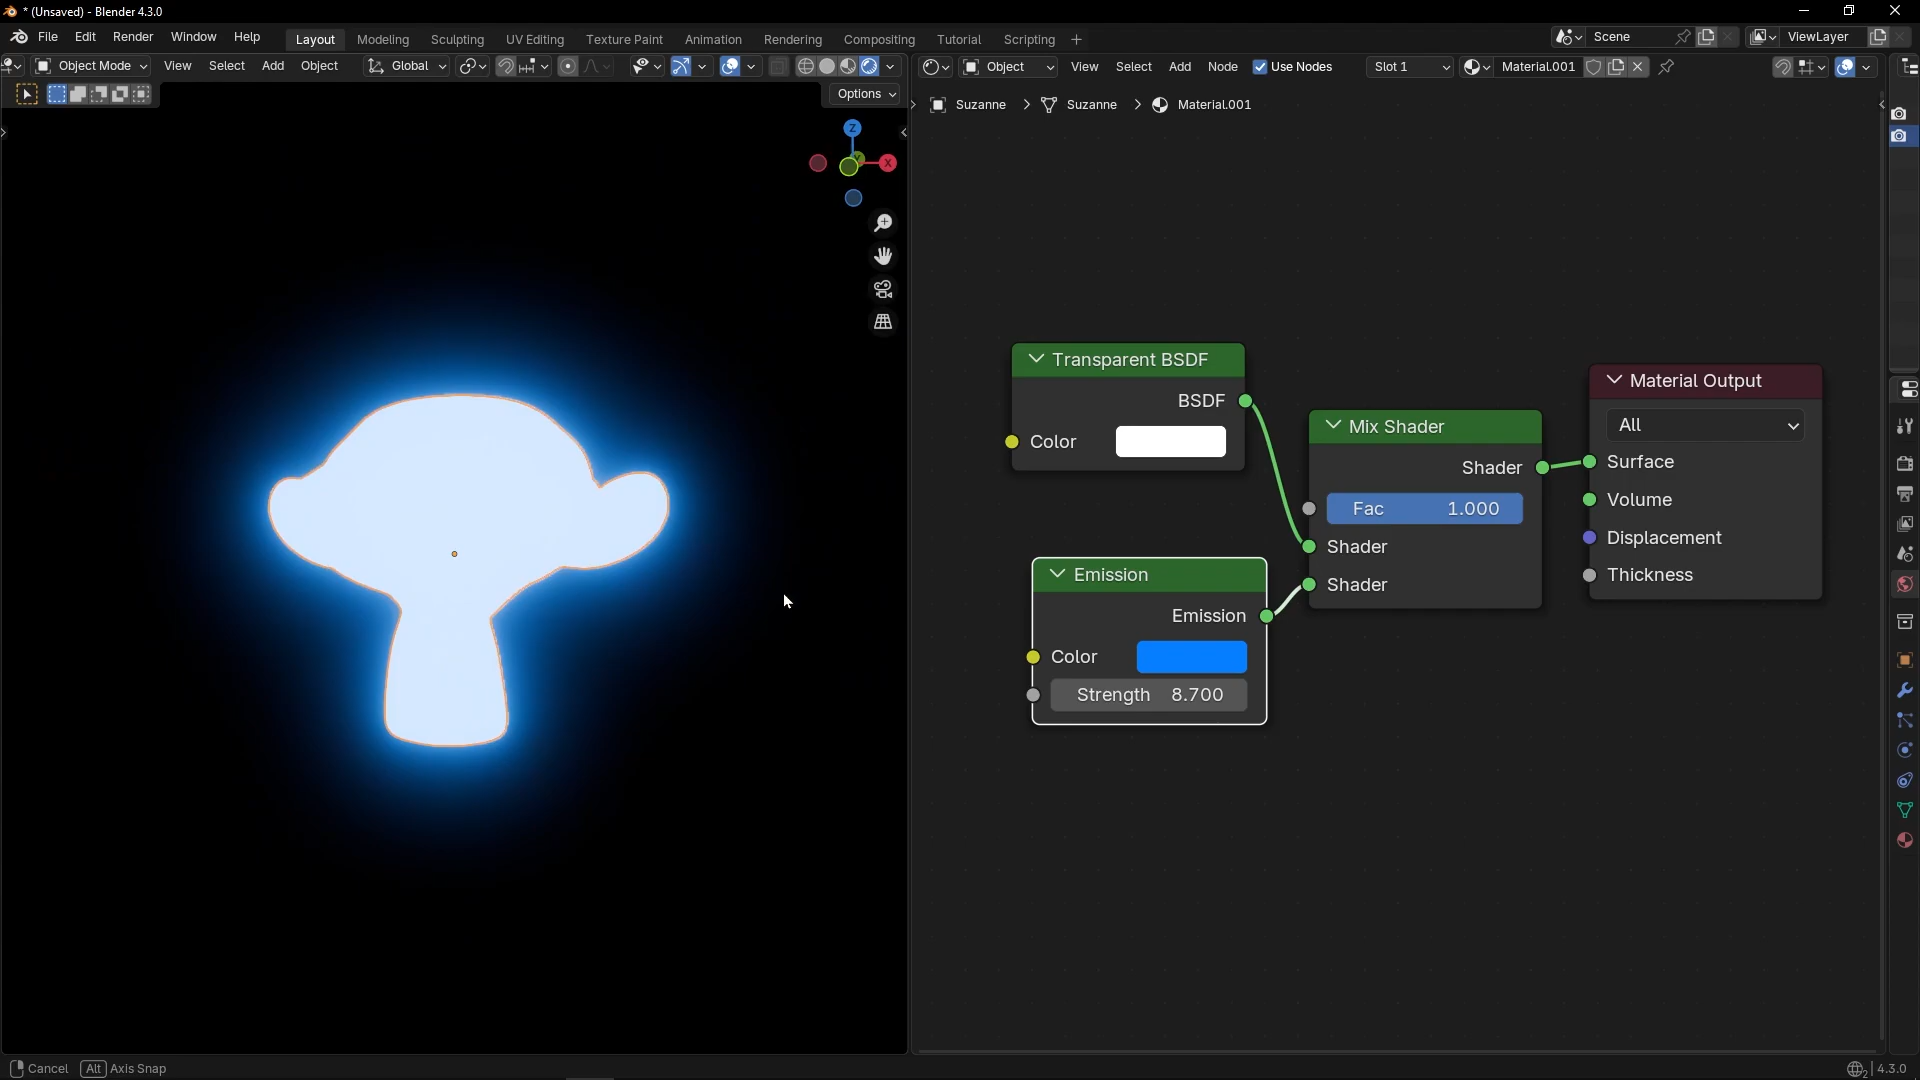 * (Unsaved) - Blender 4.3.0
File Edit Render Window Help Layout Modeling Sculpting UV Editing Texture Paint Animation Rendering Compositing Tutorial Scripting + Scene ViewLayer
Object Mode View Select Add Object Global
Object View Select Add Node Use Nodes Slot 1 Material.001
Options
Z
X
Suzanne > Suzanne > Material.001
Transparent BSDF
BSDF
Color
Emission
Emission
Color
Strength 8.700
Mix Shader
Shader
Fac 1.000
Shader
Shader
Material Output
All
Surface
Volume
Displacement
Thickness
Cancel Alt Axis Snap
2 4.3.0